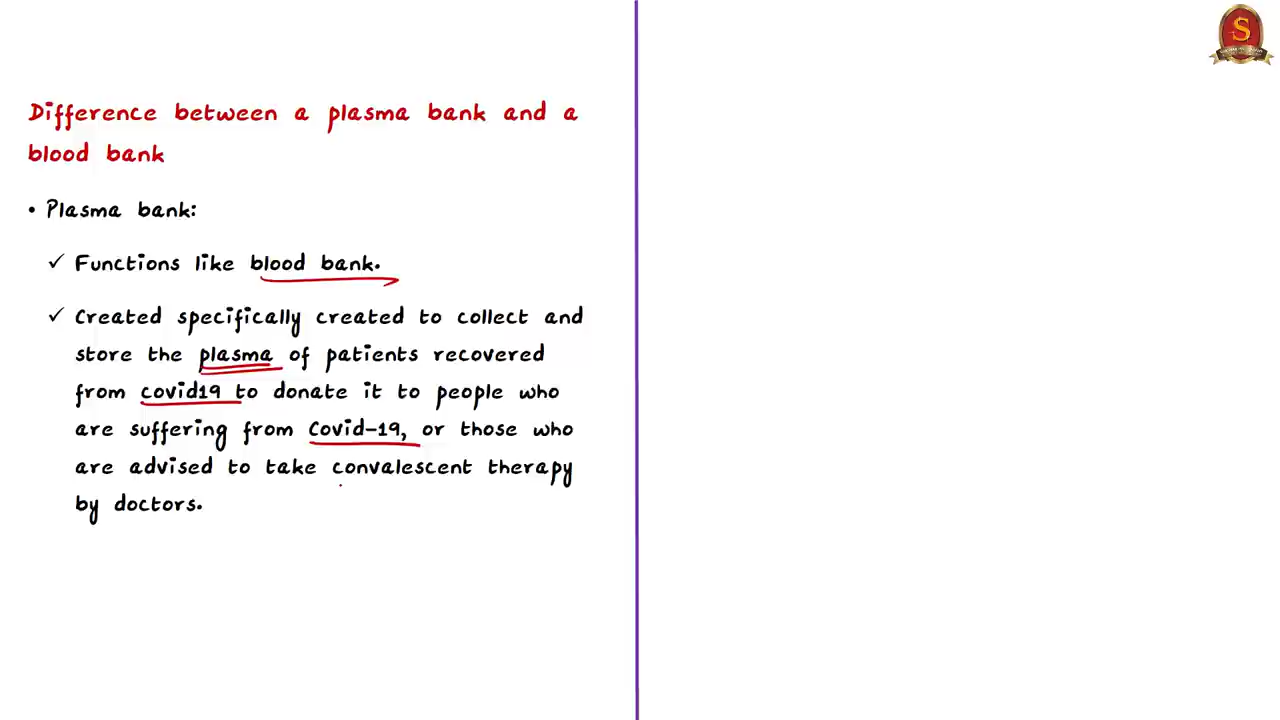 Difference between a plasma bank and a
blood bank
• Plasma bank:
✓ Functions like blood bank.
✓ Created specifically created to collect and
store the plasma of patients recovered
from covid19 to donate it to people who
are suffering from Covid-19, or those who
are advised to take convalescent therapy
by doctors.
S